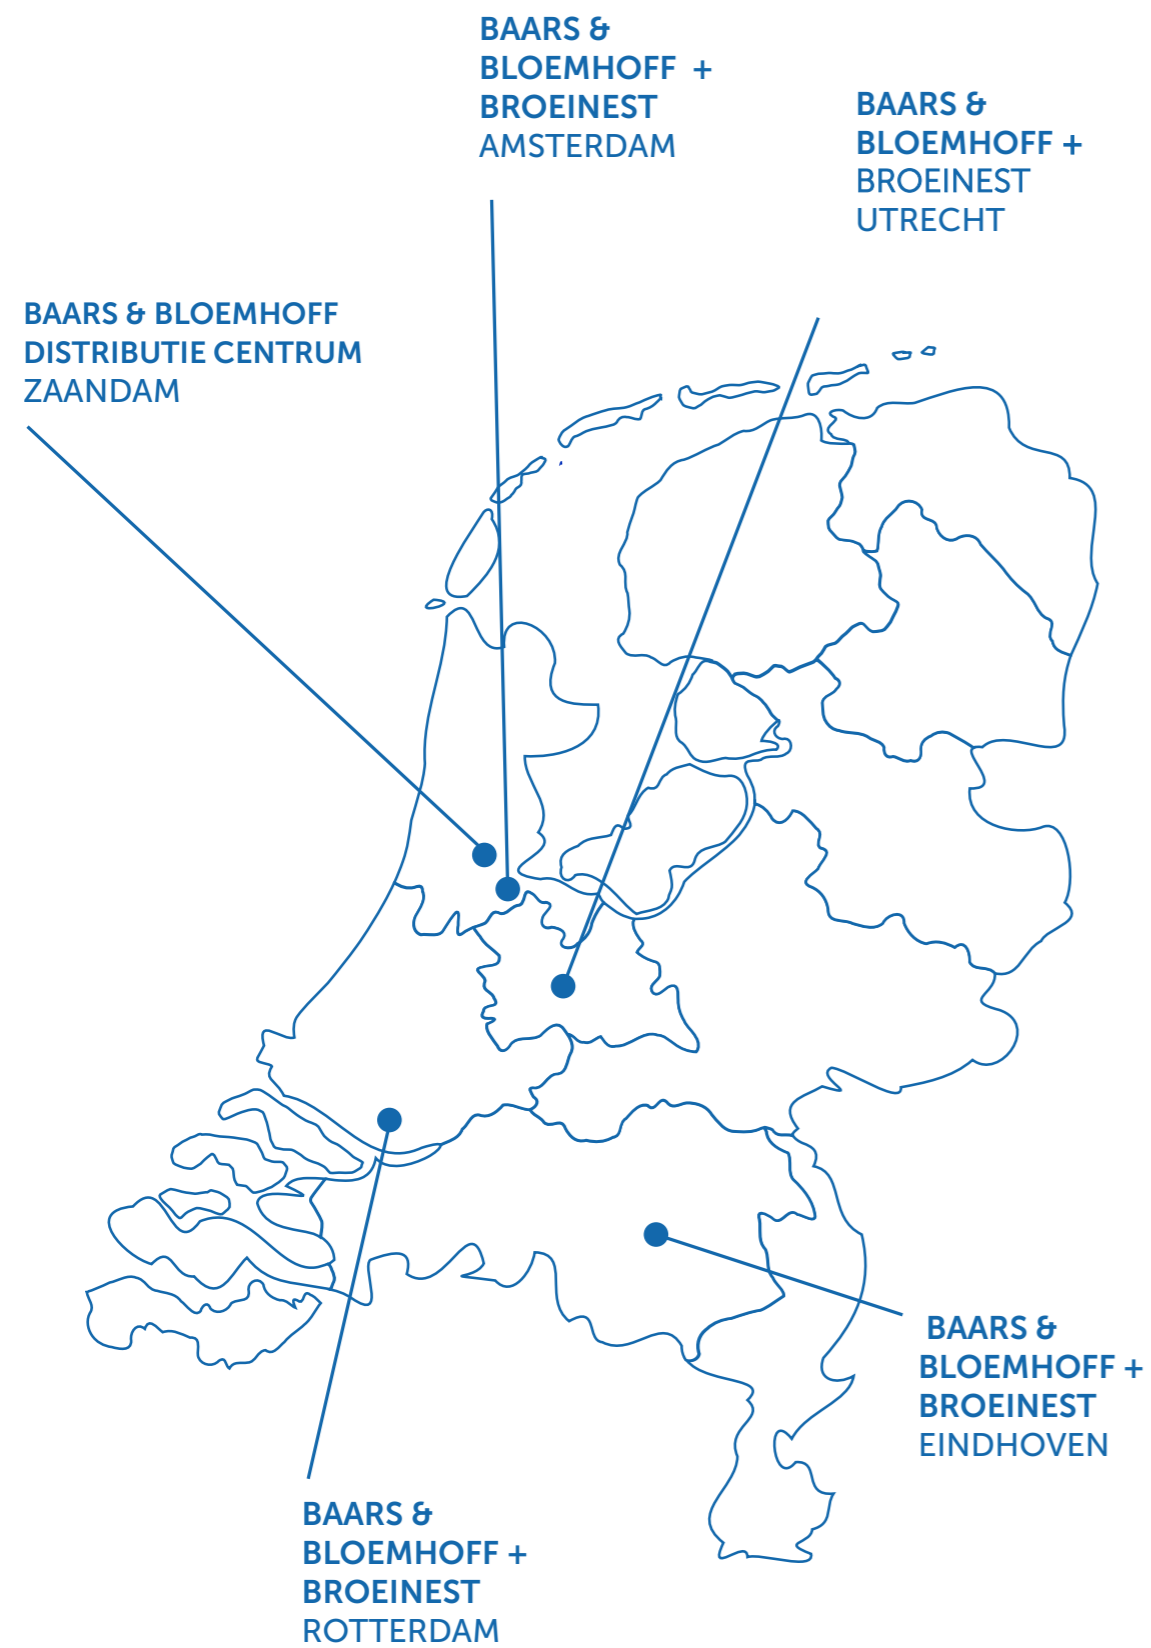 BAARS &
BLOEMHOFF +
BROEINEST
AMSTERDAM
BAARS &
BLOEMHOFF +
BROEINEST
UTRECHT
BAARS & BLOEMHOFF
DISTRIBUTIE CENTRUM
ZAANDAM
BAARS &
BLOEMHOFF +
BROEINEST
EINDHOVEN
BAARS &
BLOEMHOFF +
BROEINEST
ROTTERDAM